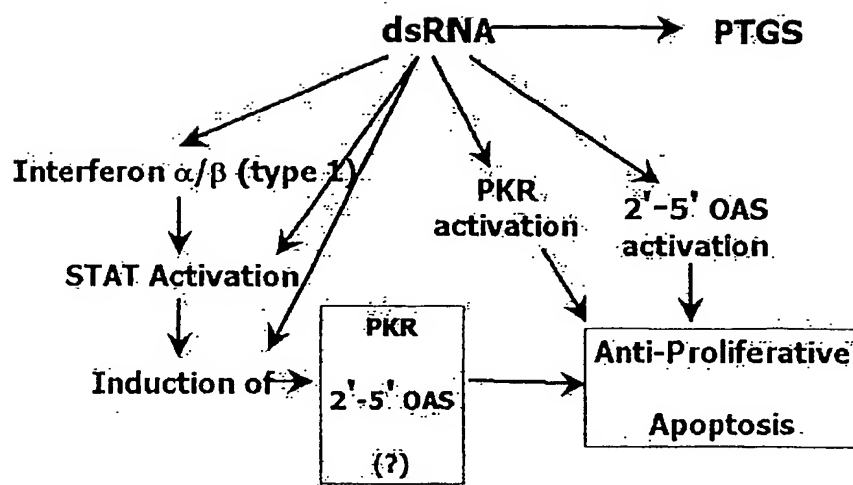 dsRNA PTGS
Interferon α/β (type 1)
PKR
activation
2'-5' OAS
activation
STAT Activation
Induction of
PKR
2'-5' OAS
(?)
Anti-Proliferative
Apoptosis